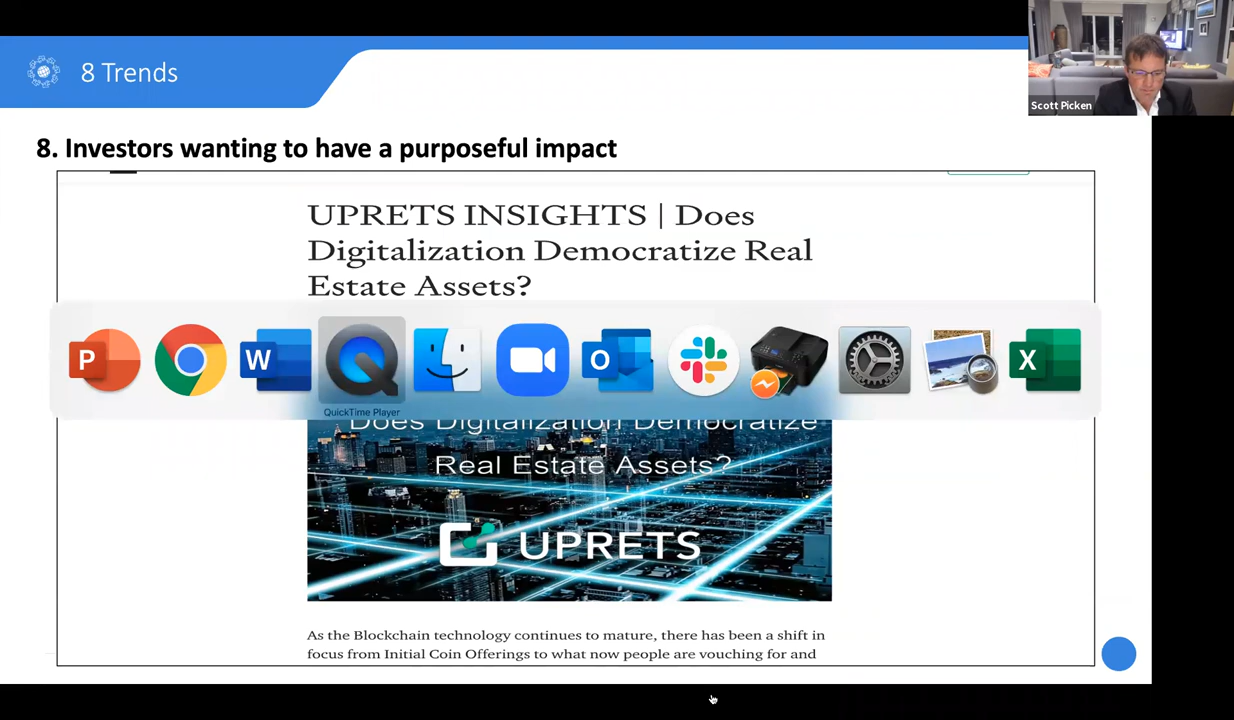 8 Trends
Scott Picken
8. Investors wanting to have a purposeful impact
UPRETS INSIGHTS | Does
Digitalization Democratize Real
Estate Assets?
P
W
O
X
QuickTime Player
Does Digitalization Democratize
Real Estate Assets?
UPRETS
As the Blockchain technology continues to mature, there has been a shift in
focus from Initial Coin Offerings to what now people are vouching for and